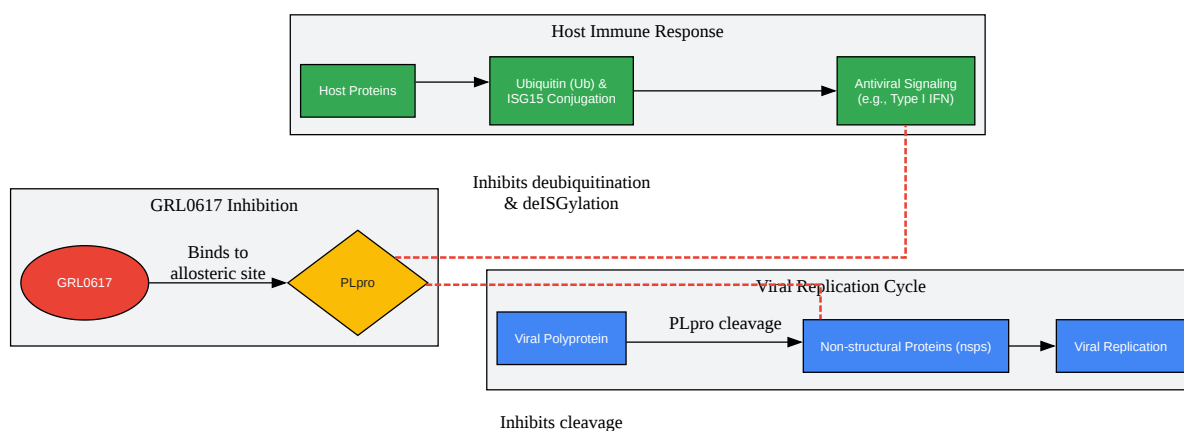 Host Immune Response
Host Proteins
Ubiquitin (Ub) &
ISG15 Conjugation
Antiviral Signaling
(e.g., Type I IFN)
Inhibits deubiquitination
& deISGylation
GRL0617 Inhibition
GRL0617
Binds to
allosteric site
PLpro
Viral Replication Cycle
Viral Polyprotein
PLpro cleavage
Non-structural Proteins (nsps)
Viral Replication
Inhibits cleavage